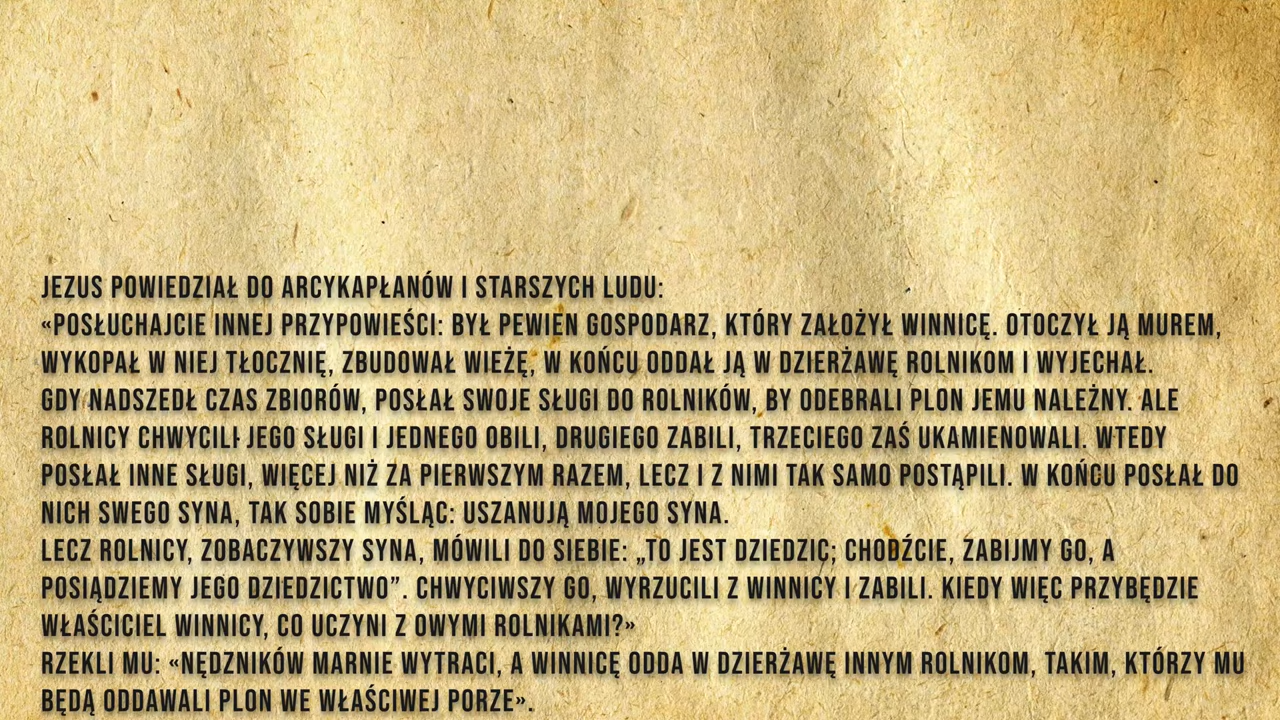 JEZUS POWIEDZIAŁ DO ARCYKAPŁANÓW I STARSZYCH LUDU:
«POSŁUCHAJCIE INNEJ PRZYPOWIEŚCI: BYŁ PEWIEN GOSPODARZ, KTÓRY ZAŁOŻYŁ WINNICĘ. OTOCZYŁ JĄ MUREM,
WYKOPAŁ W NIEJ TŁOCZNIĘ, ZBUDOWAŁ WIEŻĘ, W KOŃCU ODDAŁ JĄ W DZIERŻAWĘ ROLNIKOM I WYJECHAŁ.
GDY NADSZEDŁ CZAS ZBIORÓW, POSŁAŁ SWOJE SŁUGI DO ROLNIKÓW, BY ODEBRALI PLON JEMU NALEŻNY. ALE
ROLNICY CHWYCILI JEGO SŁUGI I JEDNEGO OBILI, DRUGIEGO ZABILI, TRZECIEGO ZAŚ UKAMIENOWALI. WTEDY
POSŁAŁ INNE SŁUGI, WIĘCEJ NIŻ ZA PIERWSZYM RAZEM, LECZ I Z NIMI TAK SAMO POSTĄPILI. W KOŃCU POSŁAŁ DO
NICH SWEGO SYNA, TAK SOBIE MYŚLĄC: USZANUJĄ MOJEGO SYNA.
LECZ ROLNICY, ZOBACZYWSZY SYNA, MÓWILI DO SIEBIE: „TO JEST DZIEDZIC; CHODŹCIE, ZABIJMY GO, A
POSIĄDZIEMY JEGO DZIEDZICTWO”. CHWYCIWSZY GO, WYRZUCILI Z WINNICY I ZABILI. KIEDY WIĘC PRZYBĘDZIE
WŁAŚCICIEL WINNICY, CO UCZYNI Z OWYMI ROLNIKAMI?»
RZEKLI MU: «NĘDZNIKÓW MARNIE WYTRACI, A WINNICĘ ODDA W DZIERŻAWĘ INNYM ROLNIKOM, TAKIM, KTÓRZY MU
BĘDĄ ODDAWALI PLON WE WŁAŚCIWEJ PORZE».